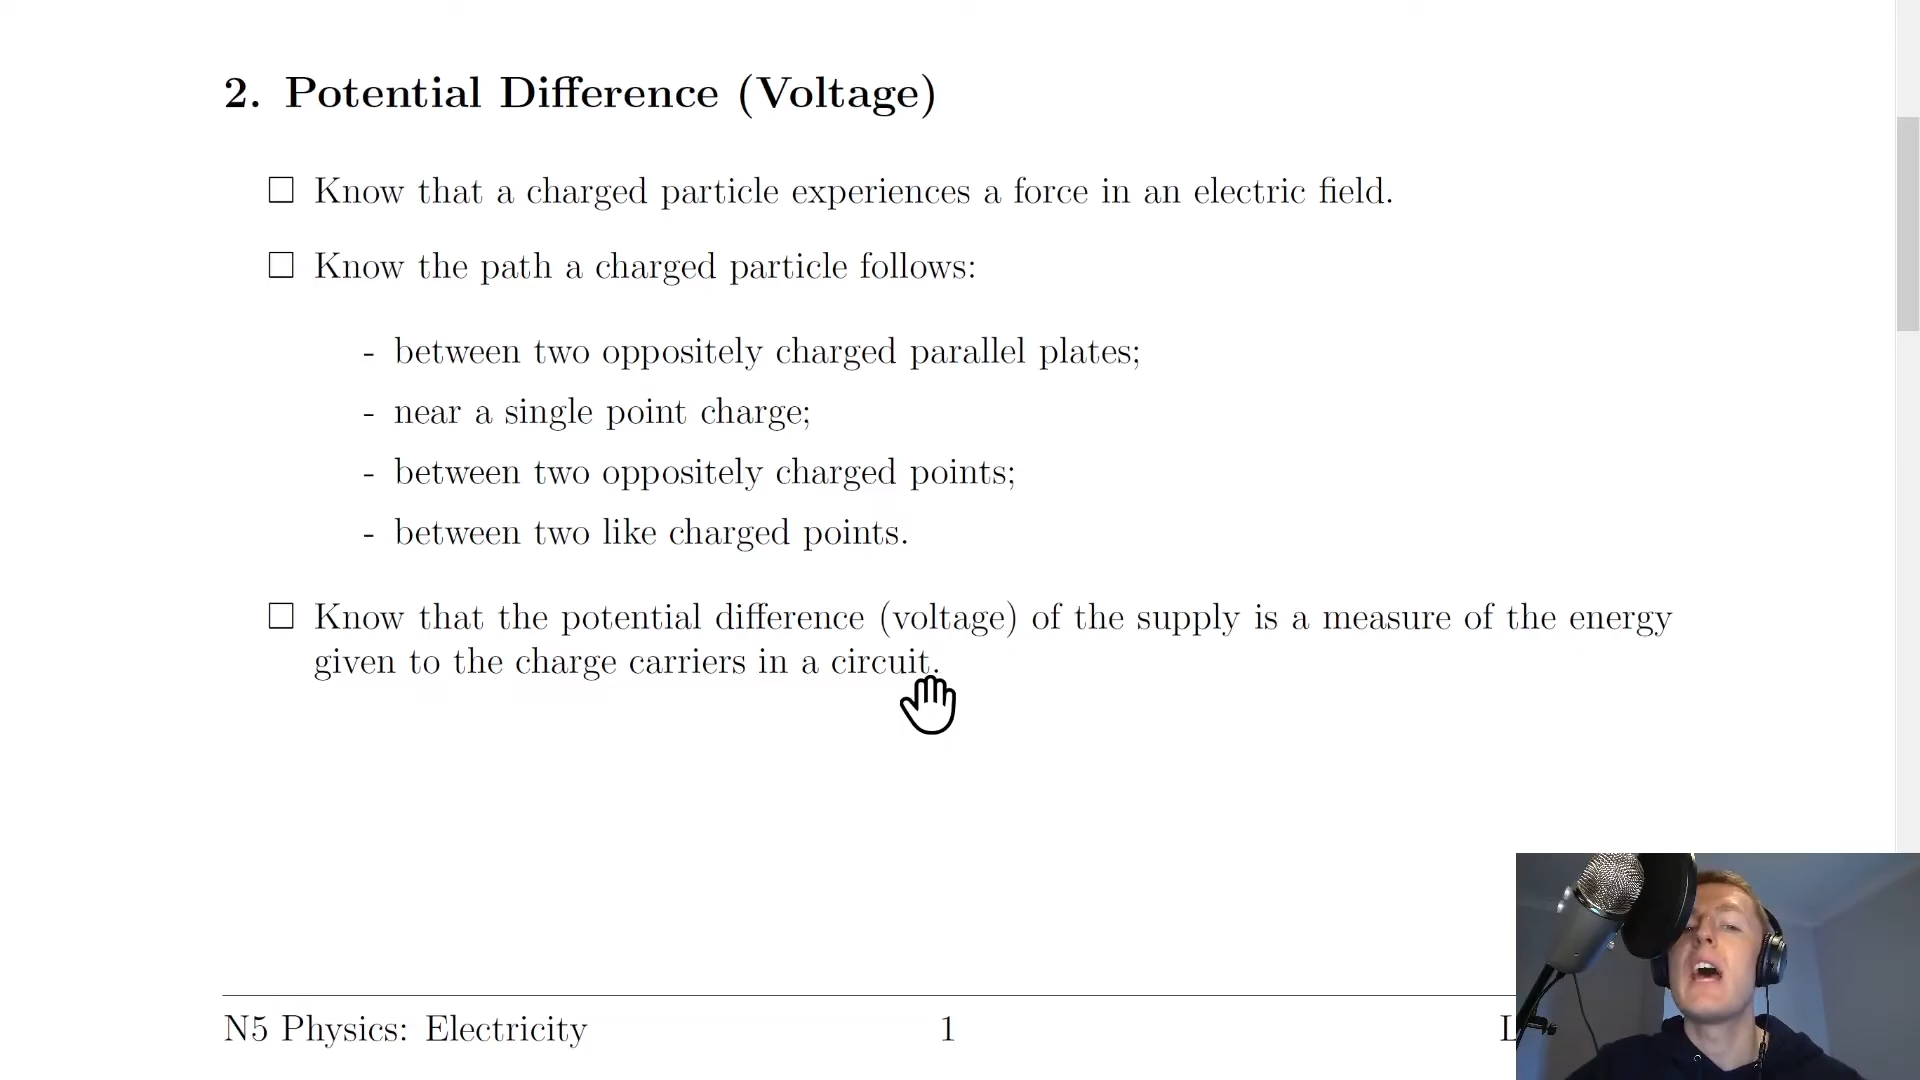 2. Potential Difference (Voltage)
☐ Know that a charged particle experiences a force in an electric field.
☐ Know the path a charged particle follows:
- between two oppositely charged parallel plates;
- near a single point charge;
- between two oppositely charged points;
- between two like charged points.
☐ Know that the potential difference (voltage) of the supply is a measure of the energy
given to the charge carriers in a circuit.
N5 Physics: Electricity 1